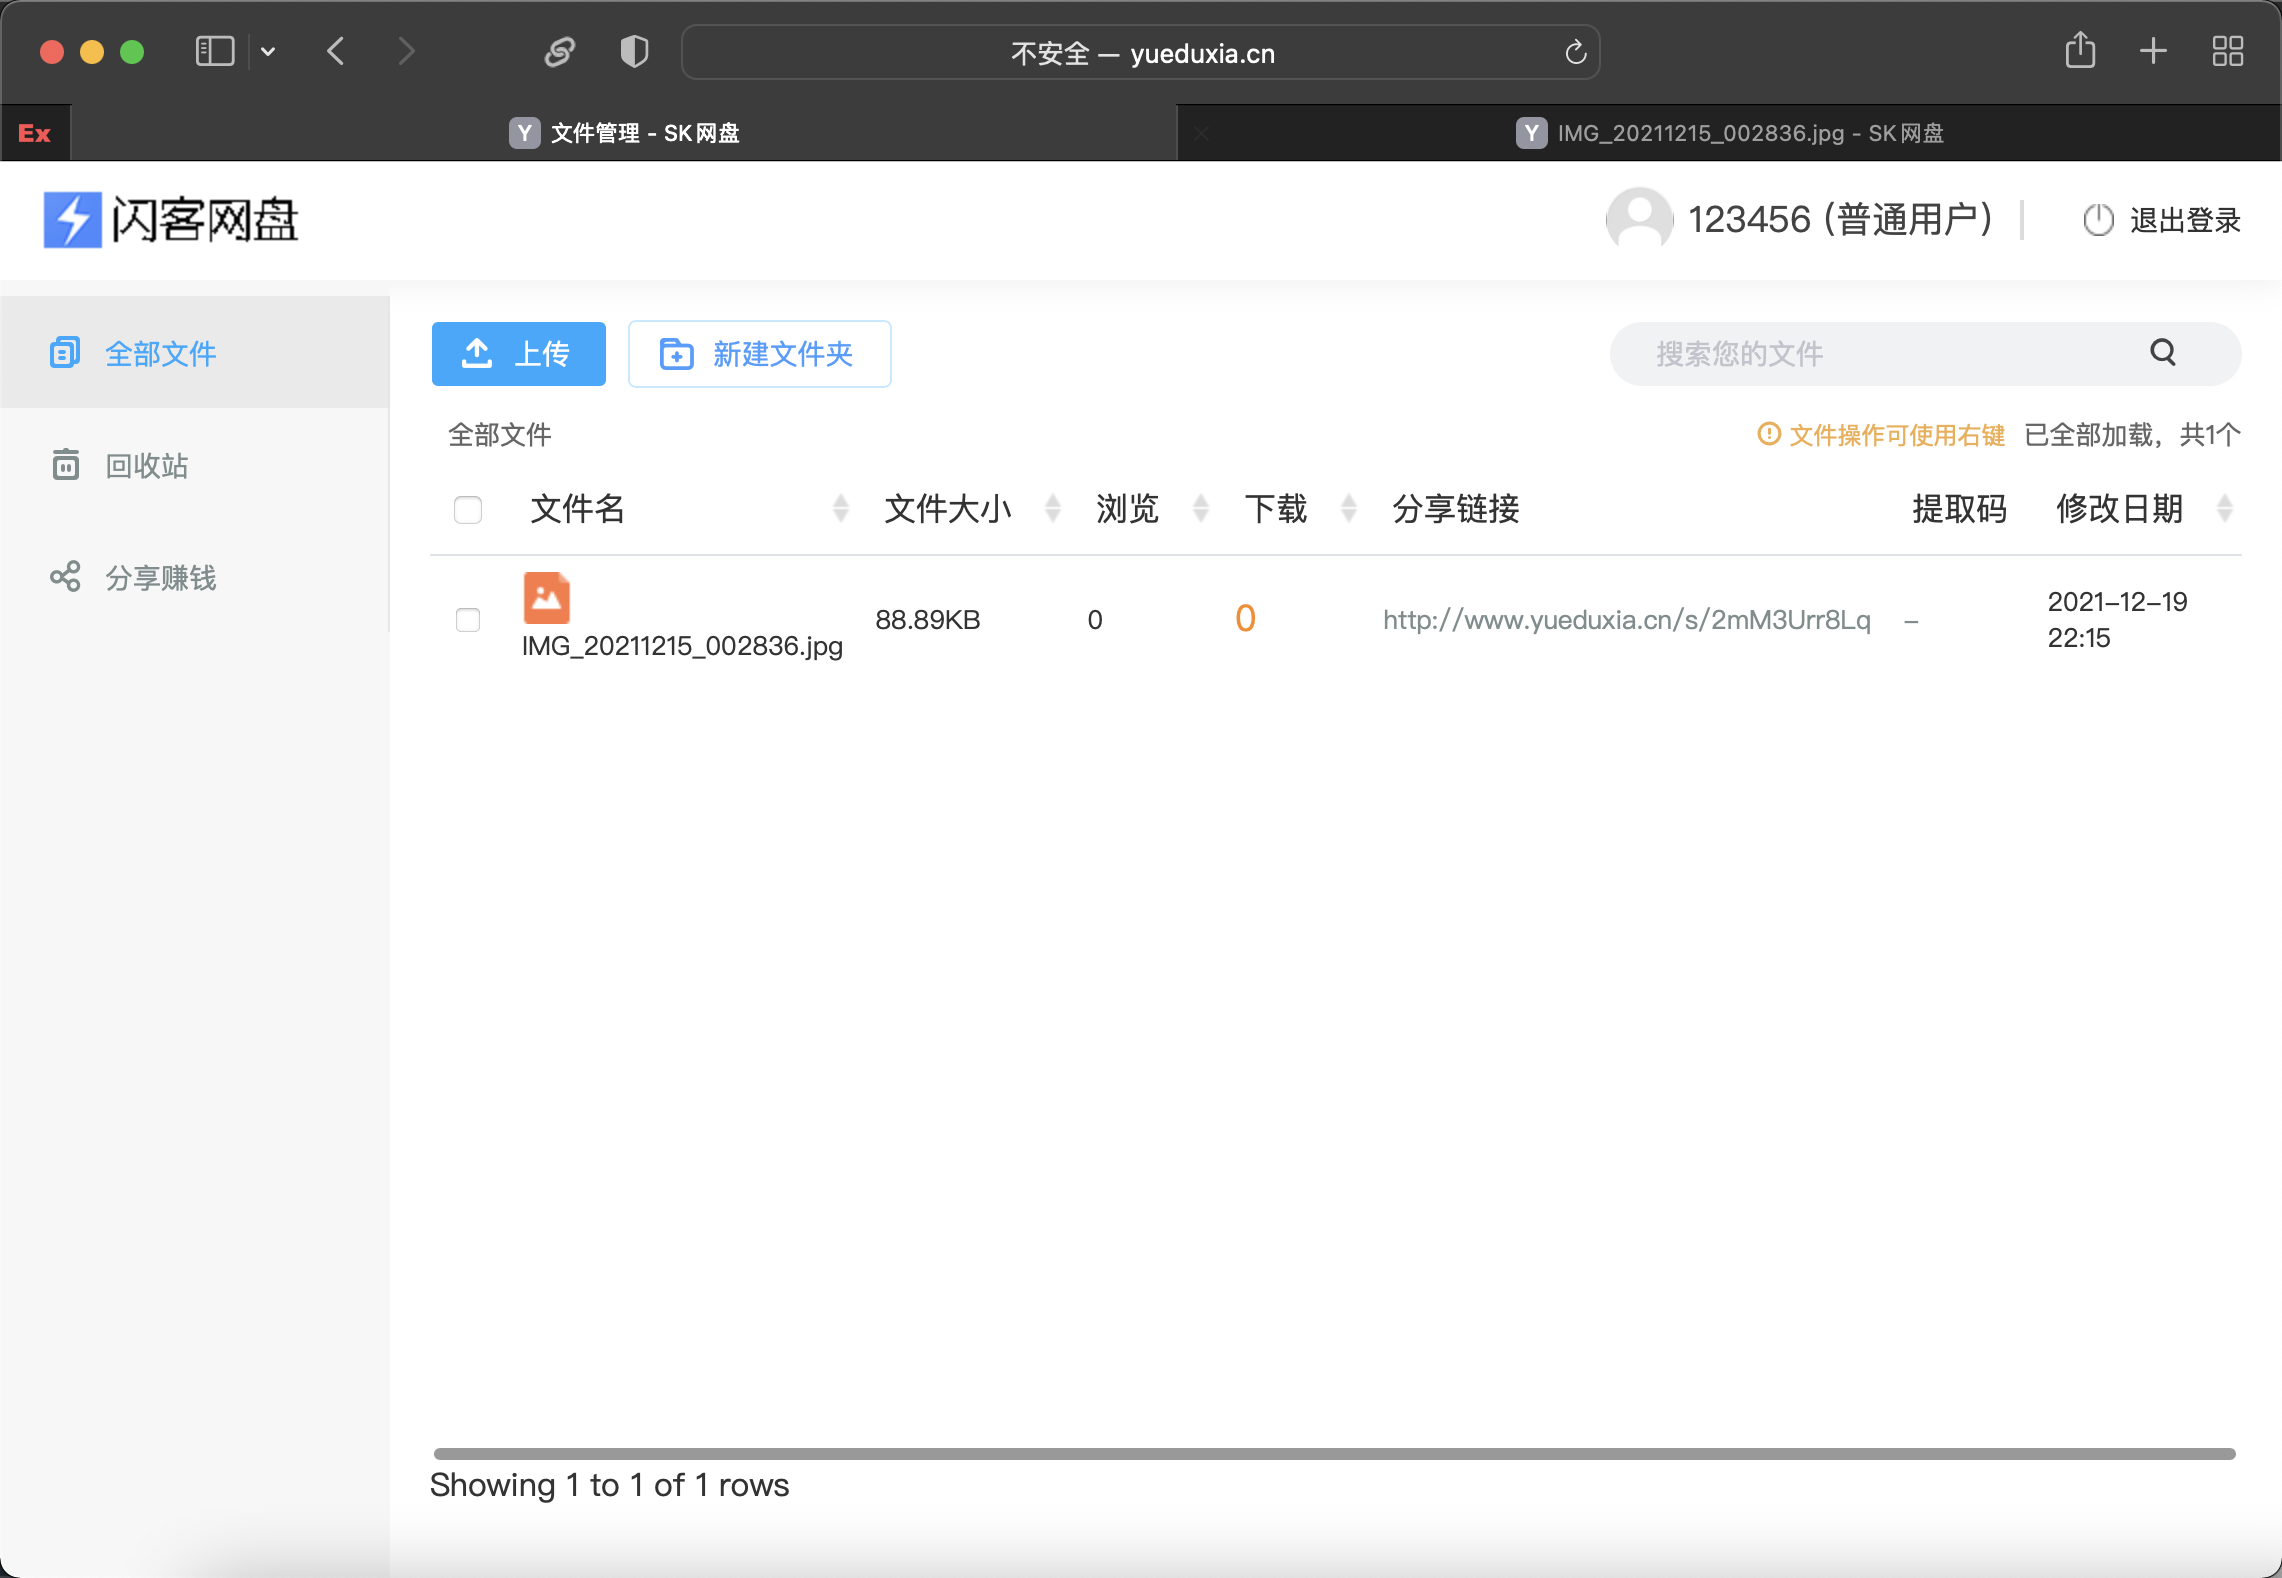 不安全 — yueduxia.cn
Ex
Y 文件管理 - SK网盘
Y IMG_20211215_002836.jpg - SK网盘
闪客网盘
123456 (普通用户)
退出登录
全部文件
回收站
分享赚钱
上传
新建文件夹
搜索您的文件
全部文件
文件操作可使用右键 已全部加载，共1个
文件名 文件大小 浏览 下载 分享链接 提取码 修改日期
IMG_20211215_002836.jpg 88.89KB 0 0 http://www.yueduxia.cn/s/2mM3Urr8Lq – 2021-12-19
22:15
Showing 1 to 1 of 1 rows